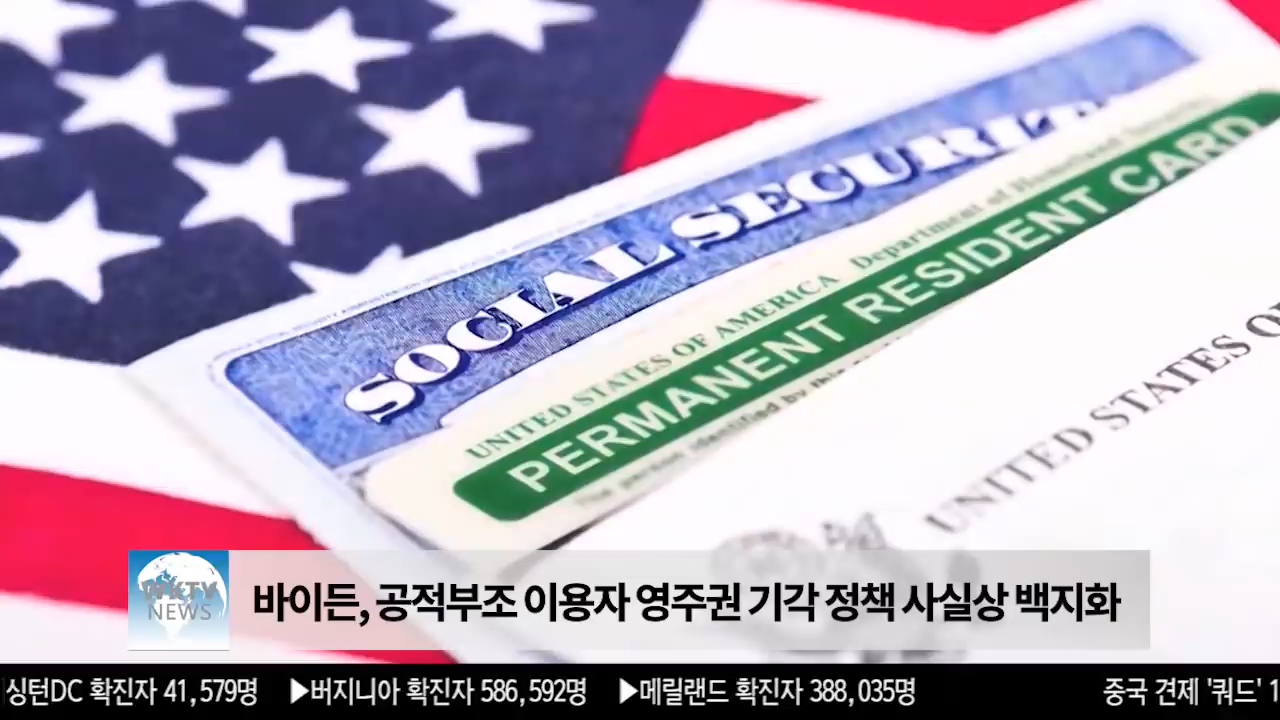 SOCIAL SECURITY
UNITED STATES OF AMERICA Department of Homeland Security
PERMANENT RESIDENT CARD
identified by this
UNITED STATES
WKTV
NEWS
바이든, 공적부조 이용자 영주권 기각 정책 사실상 백지화
싱턴DC 확진자 41,579명 ▶버지니아 확진자 586,592명 ▶메릴랜드 확진자 388,035명 중국 견제 '쿼드' 1